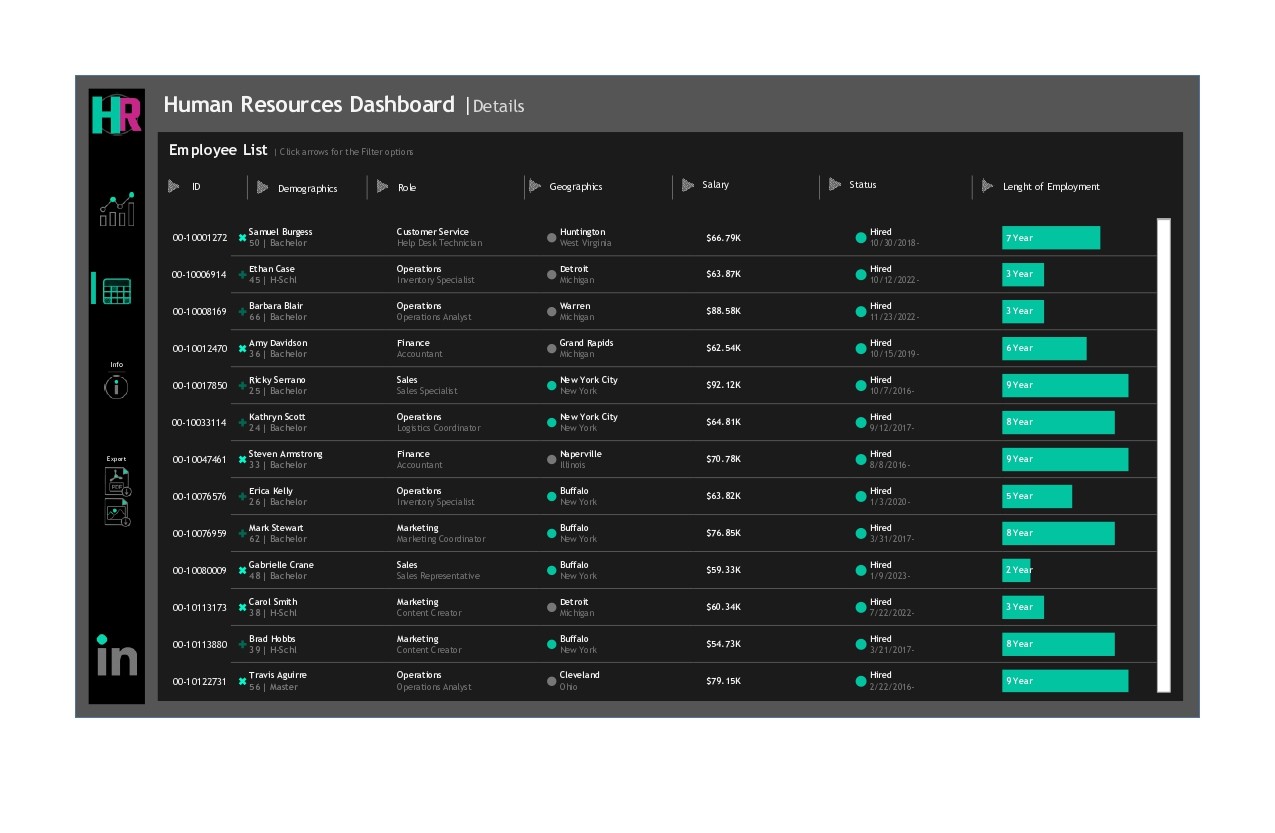 HR
Human Resources Dashboard |Details
Employee List | Click arrows for the Filter options
ID Demographics Role Geographics Salary Status Lenght of Employment
00-10001272 Samuel Burgess Customer Service Huntington $66.79K Hired 7 Year
50 | Bachelor Help Desk Technician West Virginia 10/30/2018-
00-10006914 Ethan Case Operations Detroit $63.87K Hired 3 Year
45 | H-Schl Inventory Specialist Michigan 10/12/2022-
00-10008169 Barbara Blair Operations Warren $88.58K Hired 3 Year
66 | Bachelor Operations Analyst Michigan 11/23/2022-
00-10012470 Amy Davidson Finance Grand Rapids $62.54K Hired 6 Year
36 | Bachelor Accountant Michigan 10/15/2019-
00-10017850 Ricky Serrano Sales New York City $92.12K Hired 9 Year
25 | Bachelor Sales Specialist New York 10/7/2016-
00-10033114 Kathryn Scott Operations New York City $64.81K Hired 8 Year
24 | Bachelor Logistics Coordinator New York 9/12/2017-
00-10047461 Steven Armstrong Finance Naperville $70.78K Hired 9 Year
33 | Bachelor Accountant Illinois 8/8/2016-
00-10076576 Erica Kelly Operations Buffalo $63.82K Hired 5 Year
26 | Bachelor Inventory Specialist New York 1/3/2020-
00-10076959 Mark Stewart Marketing Buffalo $76.85K Hired 8 Year
62 | Bachelor Marketing Coordinator New York 3/31/2017-
00-10080009 Gabrielle Crane Sales Buffalo $59.33K Hired 2 Year
48 | Bachelor Sales Representative New York 1/9/2023-
00-10113173 Carol Smith Marketing Detroit $60.34K Hired 3 Year
38 | H-Schl Content Creator Michigan 7/22/2022-
00-10113880 Brad Hobbs Marketing Buffalo $54.73K Hired 8 Year
39 | H-Schl Content Creator New York 3/21/2017-
00-10122731 Travis Aguirre Operations Cleveland $79.15K Hired 9 Year
56 | Master Operations Analyst Ohio 2/22/2016-
Info
i
Export
PDF
in